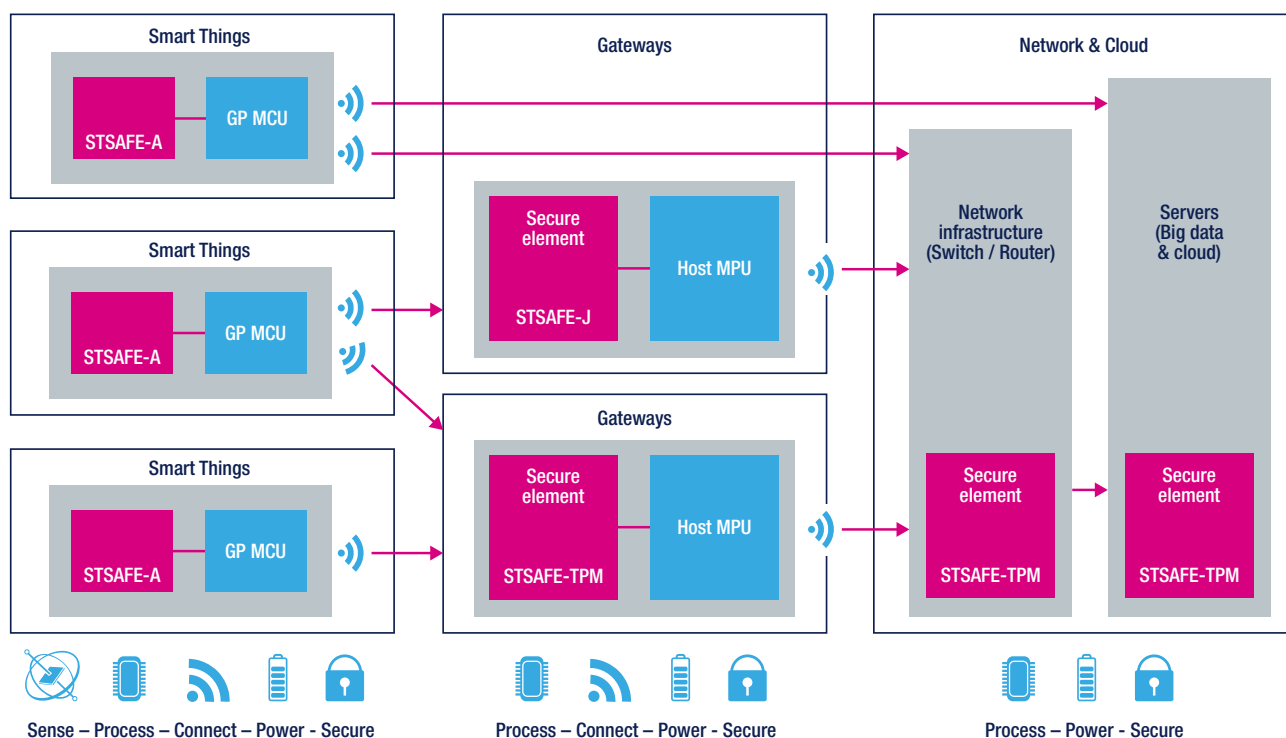 Smart Things
STSAFE-A
GP MCU
Smart Things
STSAFE-A
GP MCU
Smart Things
STSAFE-A
GP MCU
Sense – Process – Connect – Power - Secure
Gateways
Secure
element
STSAFE-J
Host MPU
Gateways
Secure
element
STSAFE-TPM
Host MPU
Process – Connect – Power - Secure
Network & Cloud
Network
infrastructure
(Switch / Router)
Secure
element
STSAFE-TPM
Servers
(Big data
& cloud)
Secure
element
STSAFE-TPM
Process – Power - Secure